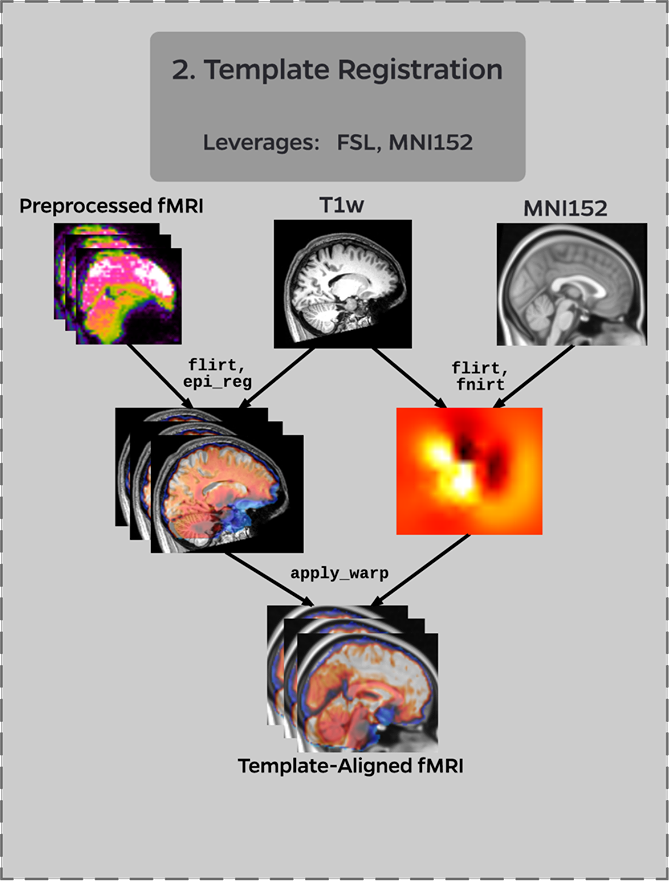 2. Template Registration
Leverages: FSL, MNI152
Preprocessed fMRI
T1w
MNI152
flirt,
epi_reg
flirt,
fnirt
apply_warp
Template-Aligned fMRI